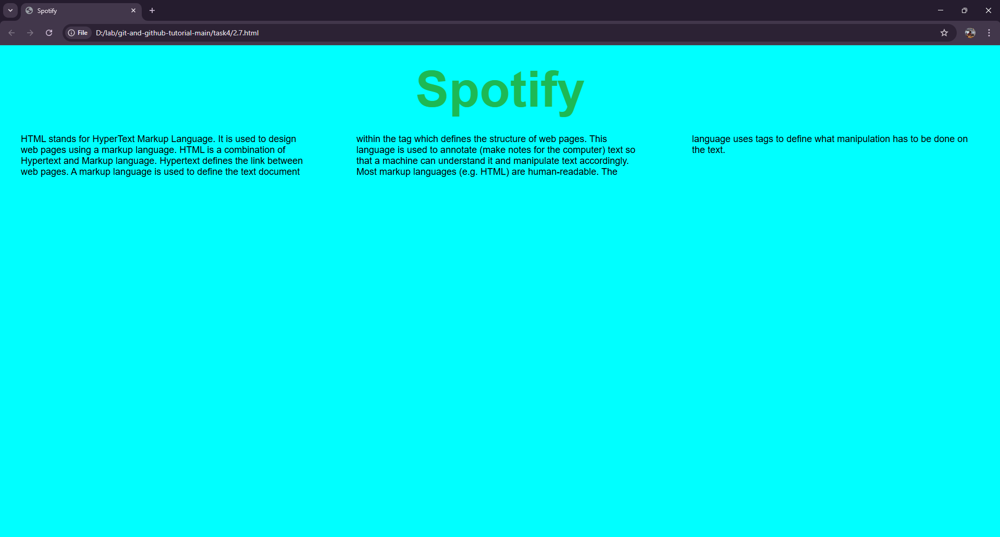 Spotify
File D:/lab/git-and-github-tutorial-main/task4/2.7.html
Spotify
HTML stands for HyperText Markup Language. It is used to design
web pages using a markup language. HTML is a combination of
Hypertext and Markup language. Hypertext defines the link between
web pages. A markup language is used to define the text document
within the tag which defines the structure of web pages. This
language is used to annotate (make notes for the computer) text so
that a machine can understand it and manipulate text accordingly.
Most markup languages (e.g. HTML) are human-readable. The
language uses tags to define what manipulation has to be done on
the text.